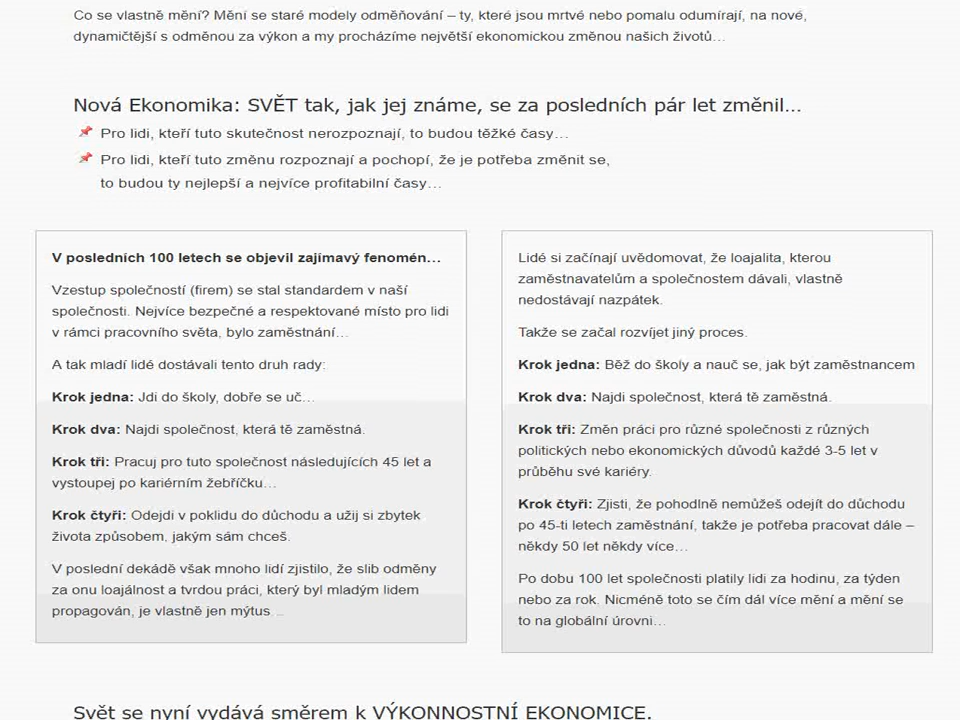 Co se vlastně mění? Mění se staré modely odměňování – ty, které jsou mrtvé nebo pomalu odumírají, na nové,
dynamičtější s odměnou za výkon a my procházíme největší ekonomickou změnou našich životů…
Nová Ekonomika: SVĚT tak, jak jej známe, se za posledních pár let změnil...
Pro lidi, kteří tuto skutečnost nerozpoznají, to budou těžké časy…
Pro lidi, kteří tuto změnu rozpoznají a pochopí, že je potřeba změnit se,
to budou ty nejlepší a nejvíce profitabilní časy…
V posledních 100 letech se objevil zajímavý fenomén…
Vzestup společností (firem) se stal standardem v naší
společnosti. Nejvíce bezpečné a respektované místo pro lidi
v rámci pracovního světa, bylo zaměstnání…
A tak mladí lidé dostávali tento druh rady:
Krok jedna: Jdi do školy, dobře se uč…
Krok dva: Najdi společnost, která tě zaměstná.
Krok tři: Pracuj pro tuto společnost následujících 45 let a
vystoupej po kariérním žebříčku…
Krok čtyři: Odejdi v poklidu do důchodu a užij si zbytek
života způsobem, jakým sám chceš.
V poslední dekádě však mnoho lidí zjistilo, že slib odměny
za onu loajálnost a tvrdou práci, který byl mladým lidem
propagován, je vlastně jen mýtus…
Lidé si začínají uvědomovat, že loajalita, kterou
zaměstnavatelům a společnostem dávali, vlastně
nedostávají nazpátek.
Takže se začal rozvíjet jiný proces.
Krok jedna: Běž do školy a nauč se, jak být zaměstnancem
Krok dva: Najdi společnost, která tě zaměstná.
Krok tři: Změn práci pro různé společnosti z různých
politických nebo ekonomických důvodů každé 3-5 let v
průběhu své kariéry.
Krok čtyři: Zjisti, že pohodlně nemůžeš odejít do důchodu
po 45-ti letech zaměstnání, takže je potřeba pracovat dále –
někdy 50 let někdy více…
Po dobu 100 let společnosti platily lidi za hodinu, za týden
nebo za rok. Nicméně toto se čím dál více mění a mění se
to na globální úrovni…
Svět se nyní vydává směrem k VÝKONNOSTNÍ EKONOMICE.